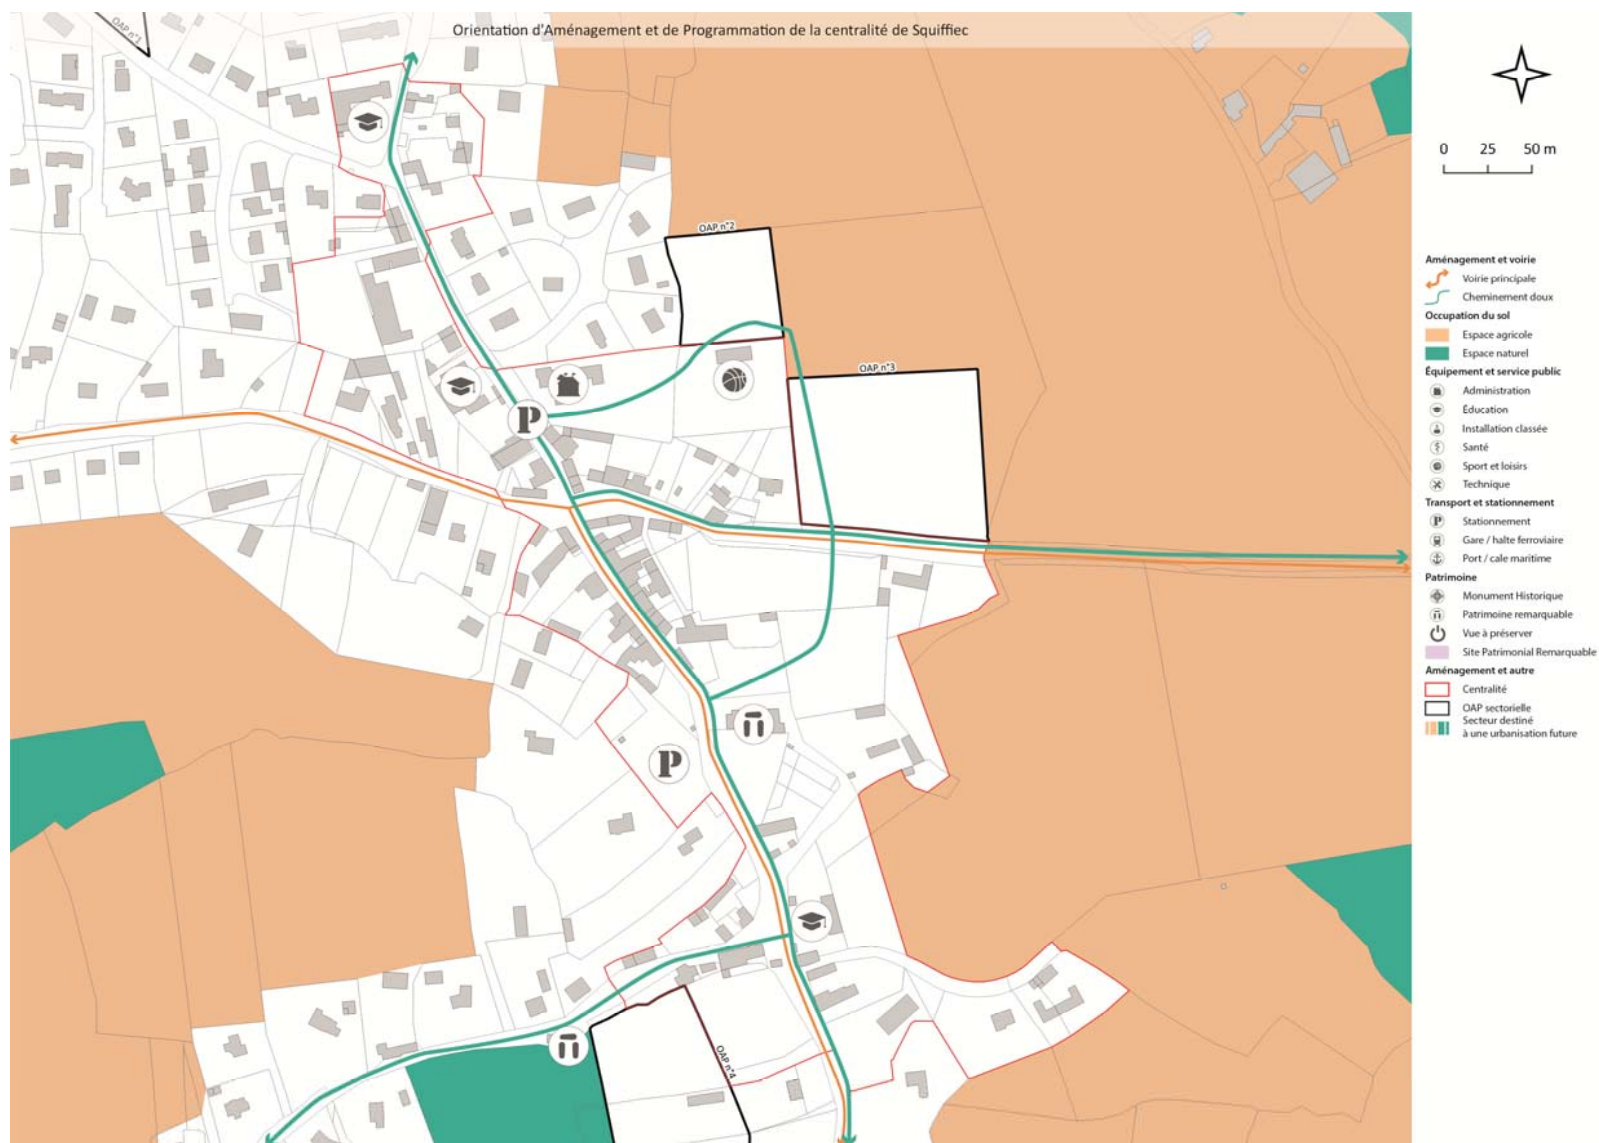 Orientation d'Aménagement et de Programmation de la centralité de Squiffiec
OAP n°1
OAP n°2
OAP n°3
P
P
OAP n°4
0 25 50 m
Aménagement et voirie
Voirie principale
Cheminement doux
Occupation du sol
Espace agricole
Espace naturel
Équipement et service public
Administration
Éducation
Installation classée
Santé
Sport et loisirs
Technique
Transport et stationnement
P Stationnement
Gare / halte ferroviaire
Port / cale maritime
Patrimoine
Monument Historique
Patrimoine remarquable
Vue à préserver
Site Patrimonial Remarquable
Aménagement et autre
Centralité
OAP sectorielle
Secteur destiné
à une urbanisation future